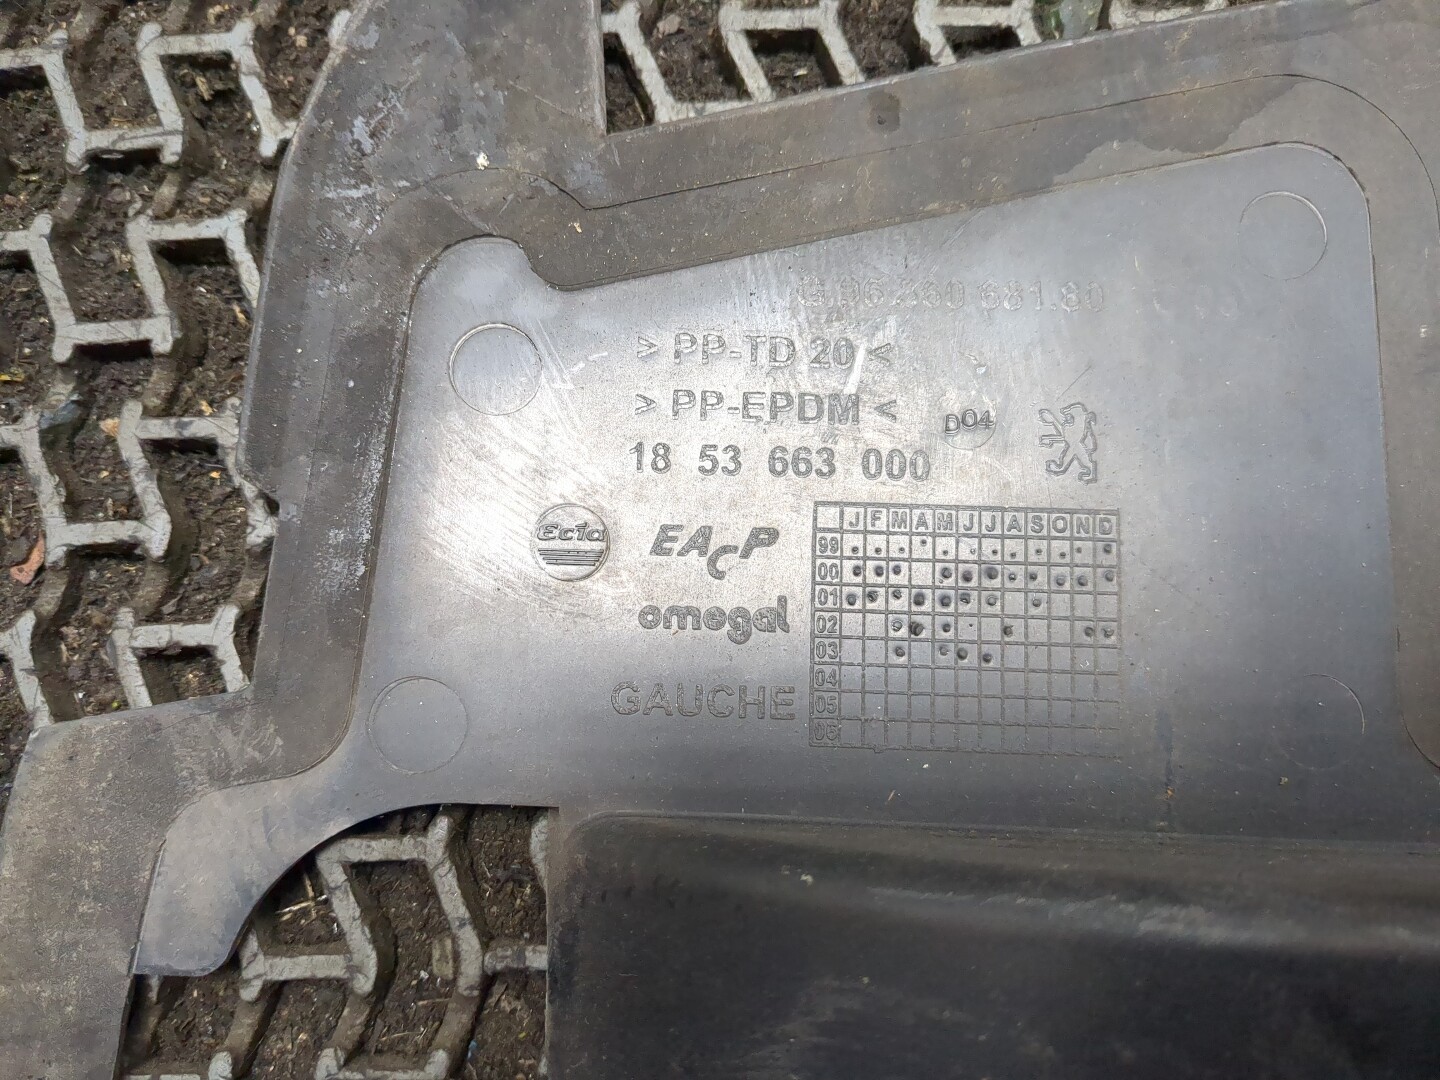 > PP-TD 20 <
> PP-EPDM <
D04
18 53 663 000
Ecia
EACP
omegal
GAUCHE
J F M A M J J A S O N D
99
00
01
02
03
04
05